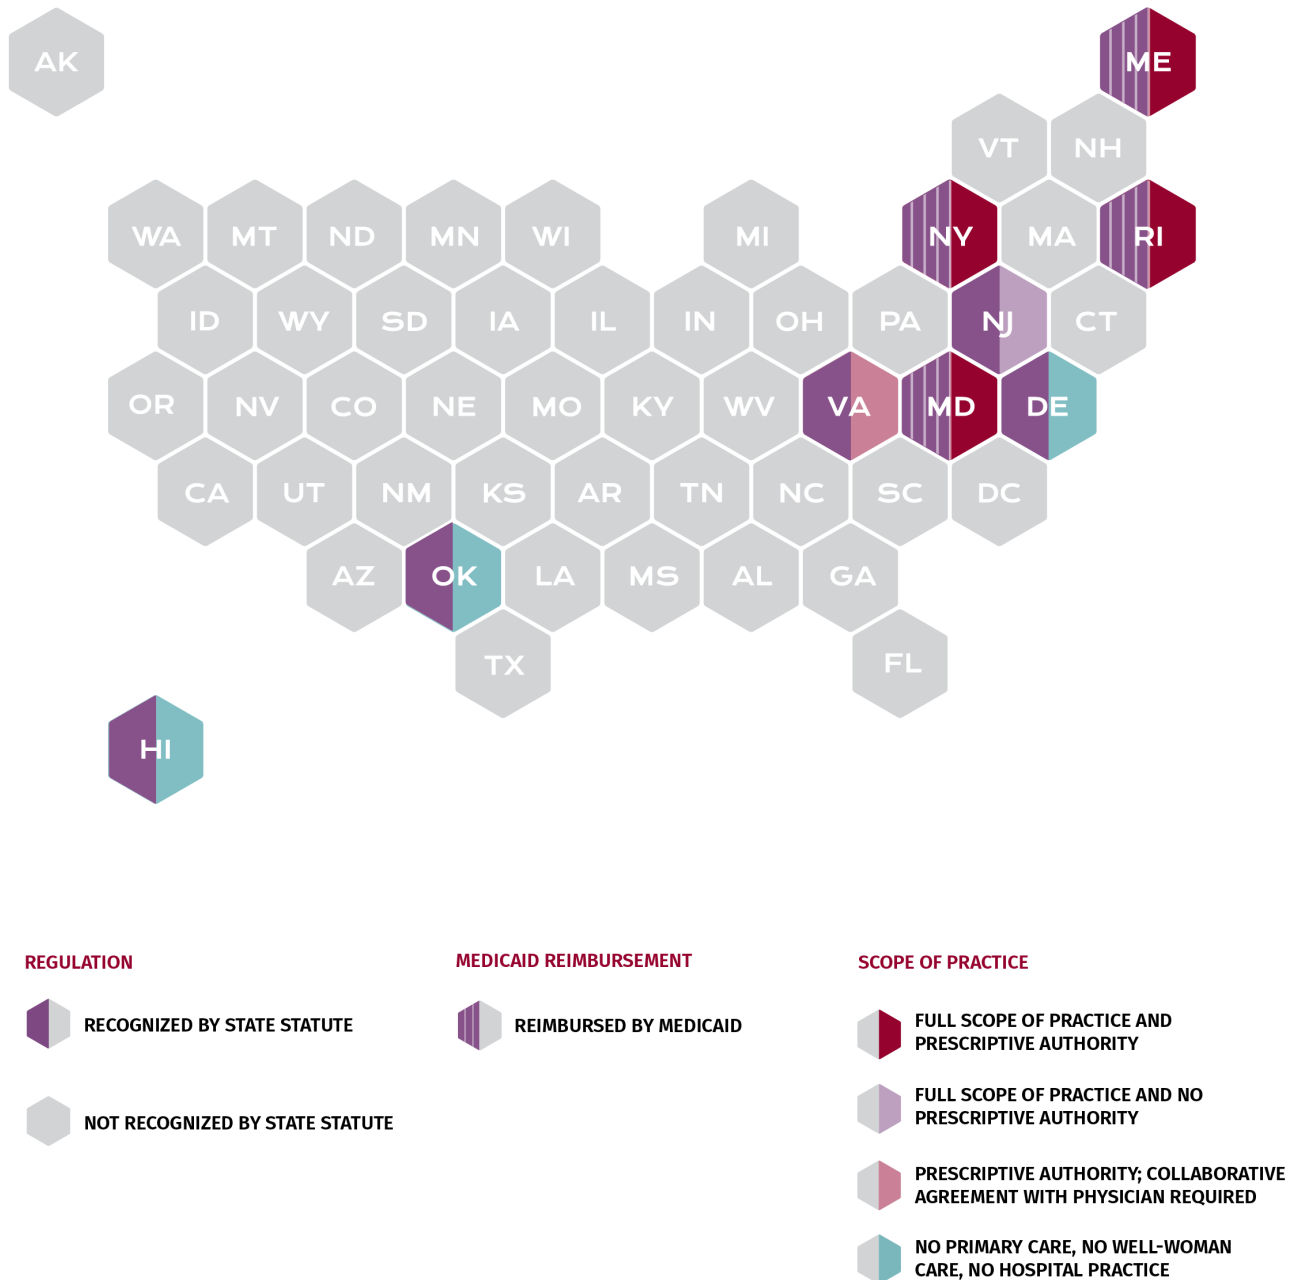 AK
ME
VT
NH
WA
MT
ND
MN
WI
MI
NY
MA
RI
ID
WY
SD
IA
IL
IN
OH
PA
NJ
CT
OR
NV
CO
NE
MO
KY
WV
VA
MD
DE
CA
UT
NM
KS
AR
TN
NC
SC
DC
AZ
OK
LA
MS
AL
GA
TX
FL
HI
REGULATION
RECOGNIZED BY STATE STATUTE
NOT RECOGNIZED BY STATE STATUTE
MEDICAID REIMBURSEMENT
REIMBURSED BY MEDICAID
SCOPE OF PRACTICE
FULL SCOPE OF PRACTICE AND
PRESCRIPTIVE AUTHORITY
FULL SCOPE OF PRACTICE AND NO
PRESCRIPTIVE AUTHORITY
PRESCRIPTIVE AUTHORITY; COLLABORATIVE
AGREEMENT WITH PHYSICIAN REQUIRED
NO PRIMARY CARE, NO WELL-WOMAN
CARE, NO HOSPITAL PRACTICE